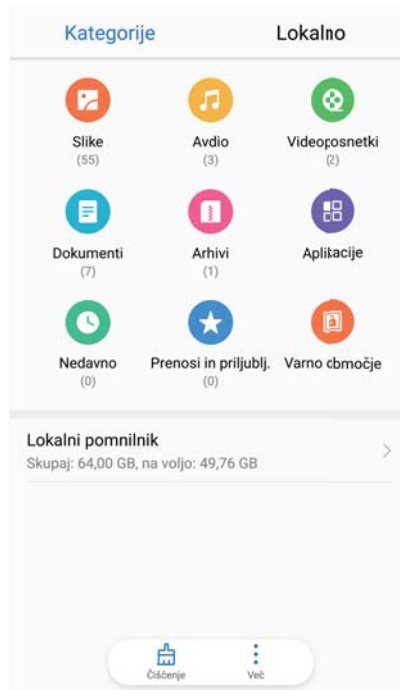 Kategorije Lokalno
Slike Avdio Videoposnetki
(55) (3) (2)
Dokumenti Arhivi Aplikacije
(7) (1)
Nedavno Prenosi in priljublj. Varno območje
(0) (0)
Lokalni pomnilnik
Skupaj: 64,00 GB, na voljo: 49,76 GB
Čiščenje Več